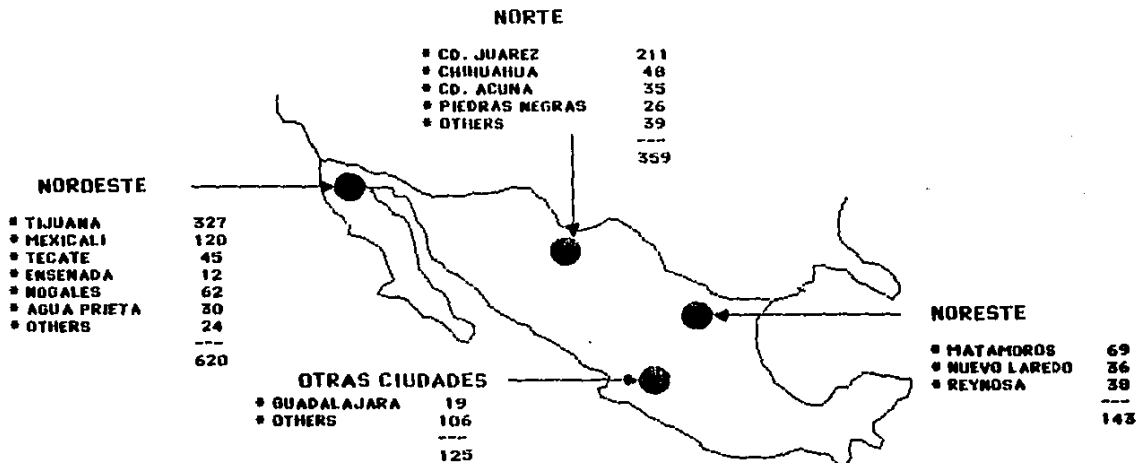 NORTE
* CD. JUAREZ 211
* CHIHUAHUA 48
* CD. ACUNA 35
* PIEDRAS NEGRAS 26
* OTHERS 39
---
359
NOROESTE
* TIJUANA 327
* MEXICALI 120
* TECATE 45
* ENSENADA 12
* NOGALES 62
* AGUA PRIETA 30
* OTHERS 24
---
620
OTRAS CIUDADES
* GUADALAJARA 19
* OTHERS 106
---
125
NORESTE
* MATAMOROS 69
* NUEVO LAREDO 36
* REYNOSA 38
---
143